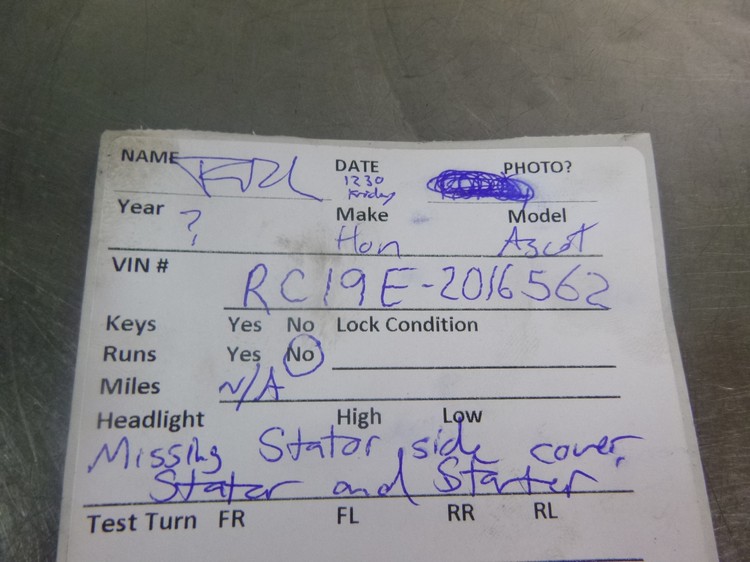 NAME DATE PHOTO?
1230
Friday
Year ? Make Model
Hon Ascot
VIN # RC19E-2016562
Keys Yes No Lock Condition
Runs Yes No
Miles N/A
Headlight High Low
Missing Stator side cover,
Stator and Starter
Test Turn FR FL RR RL